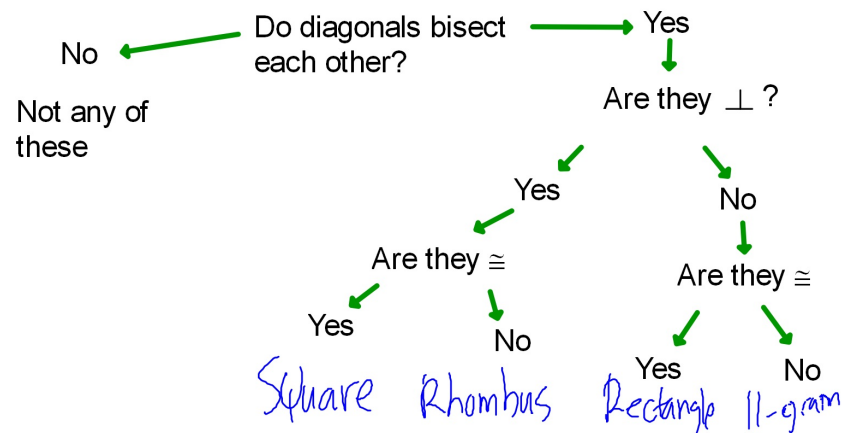 Do diagonals bisect
each other?
Yes
No
Not any of
these
Are they ⊥ ?
Yes
No
Are they ≅
Are they ≅
Yes
No
Yes
No
Square
Rhombus
Rectangle
11-gram